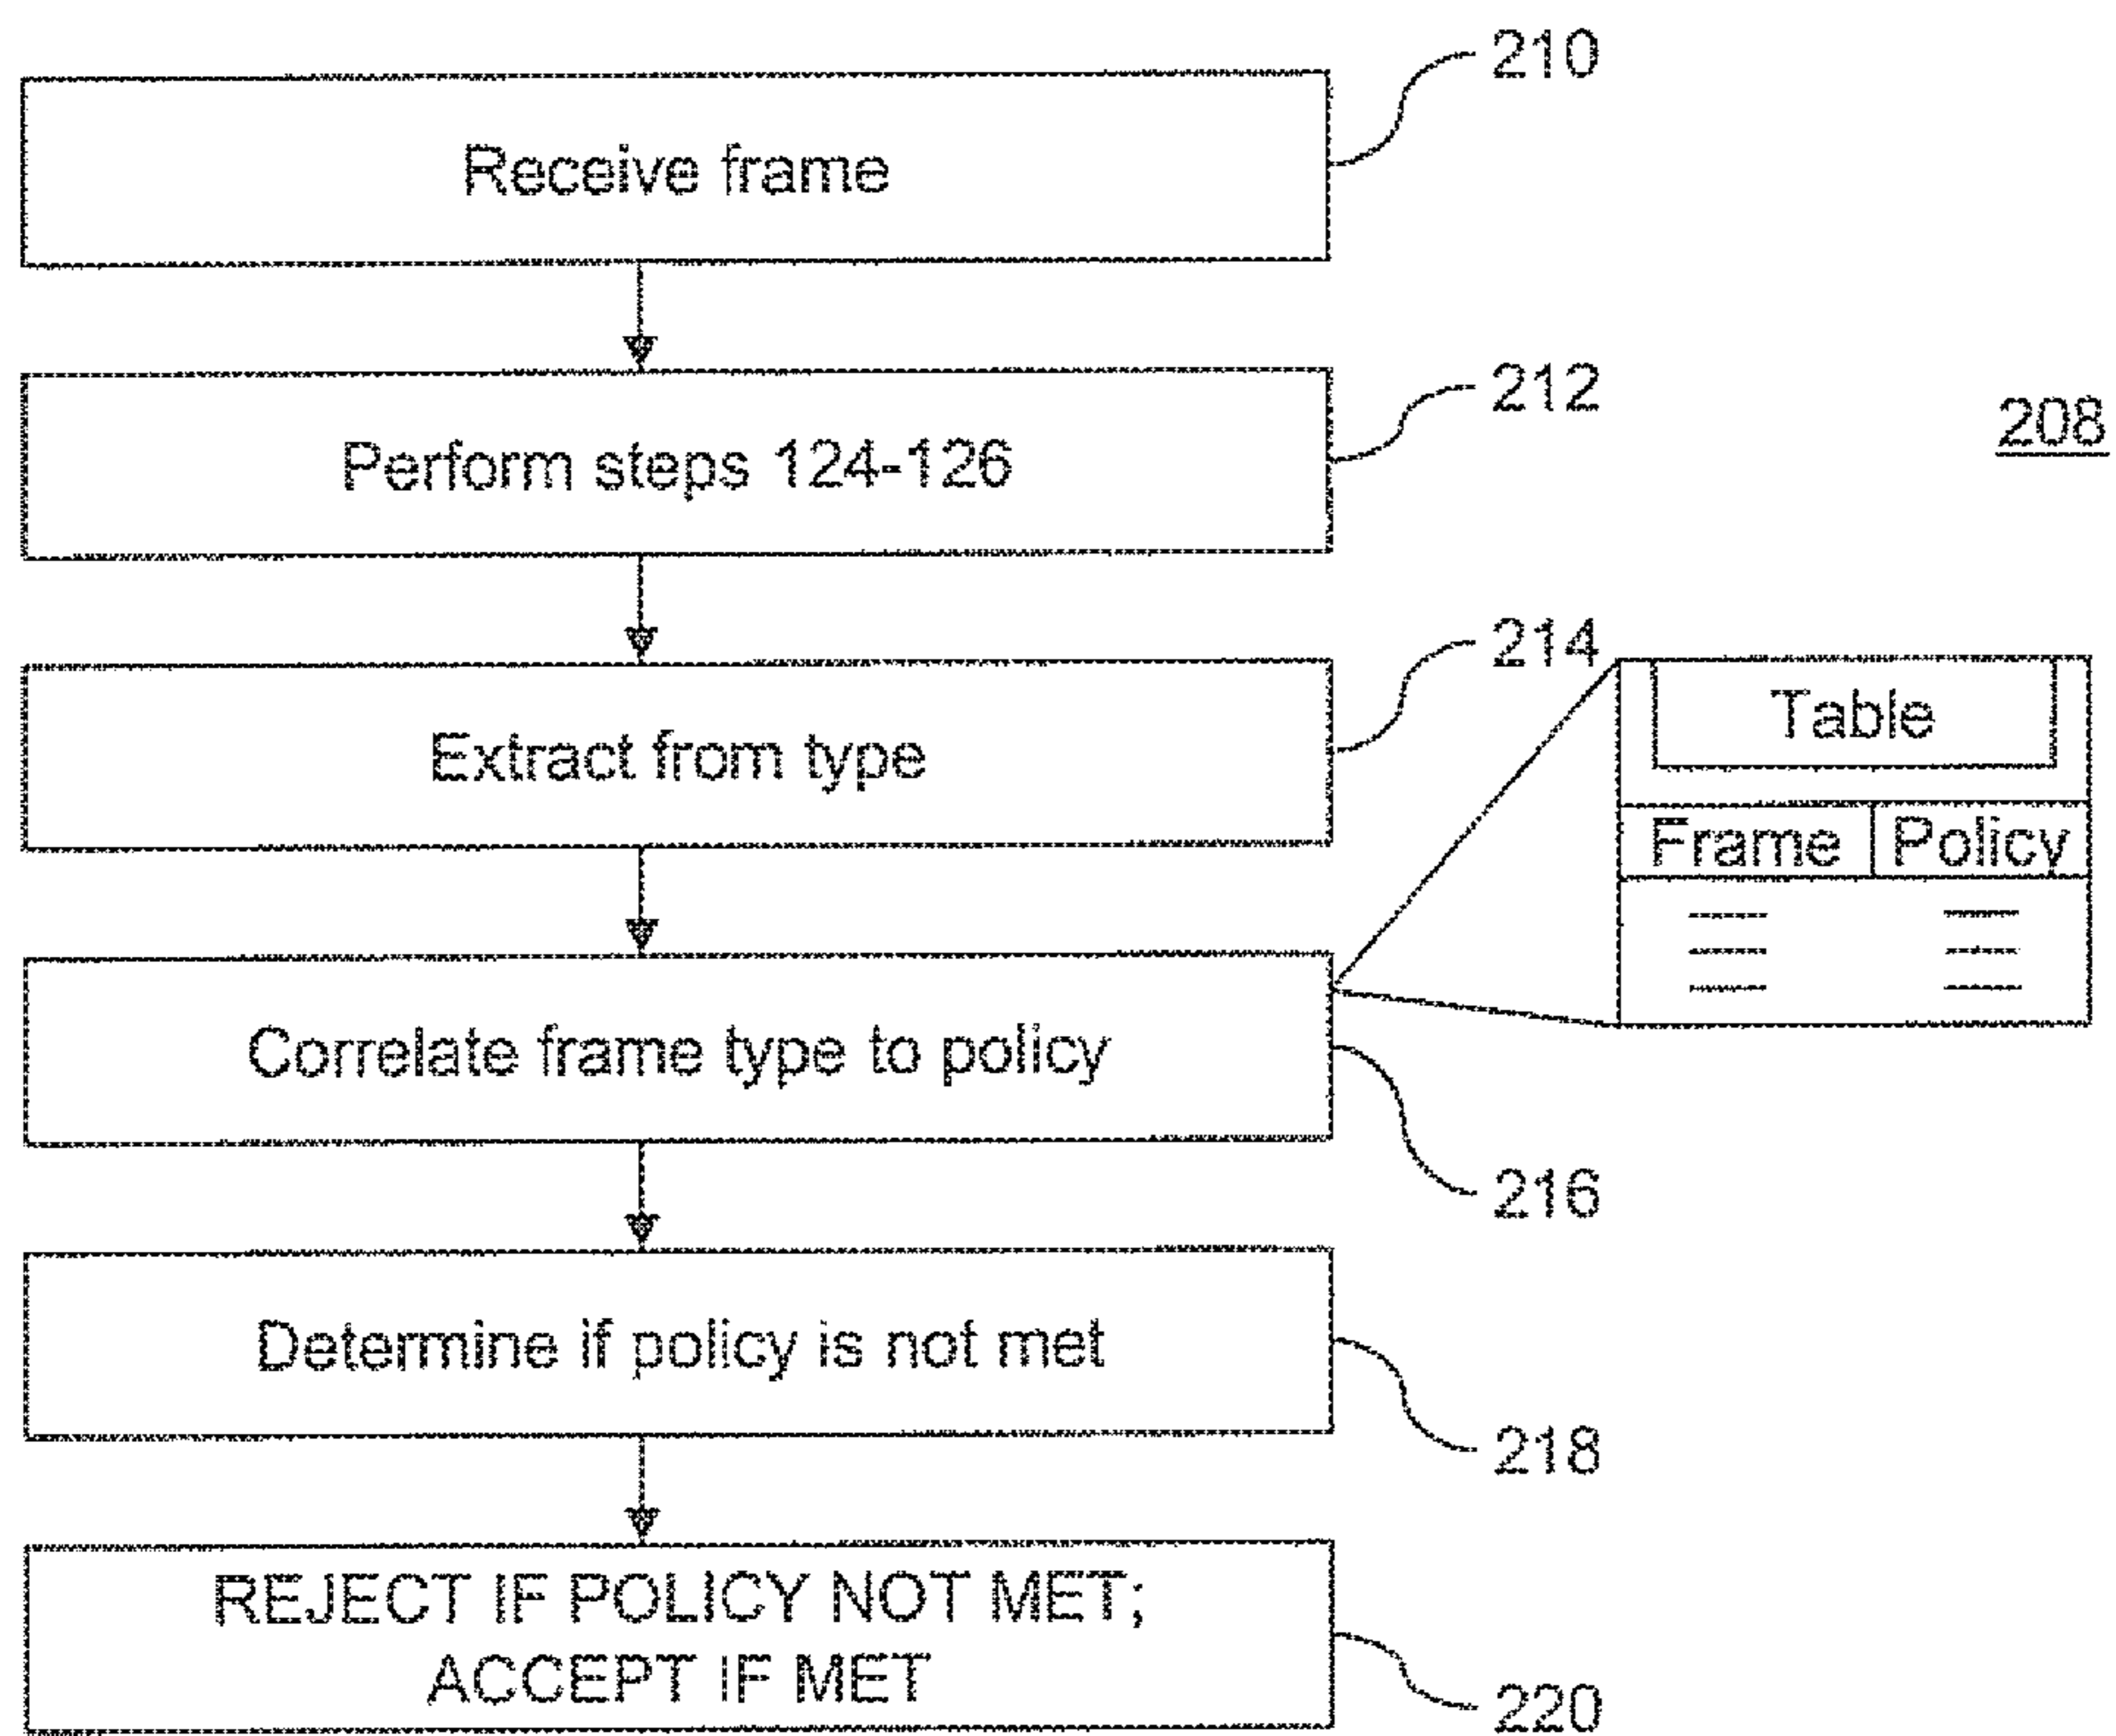 210
Receive frame
212
208
Perform steps 124-126
214
Extract from type
Table
Frame Policy
Correlate frame type to policy
216
Determine if policy is not met
218
REJECT IF POLICY NOT MET;
ACCEPT IF MET
220